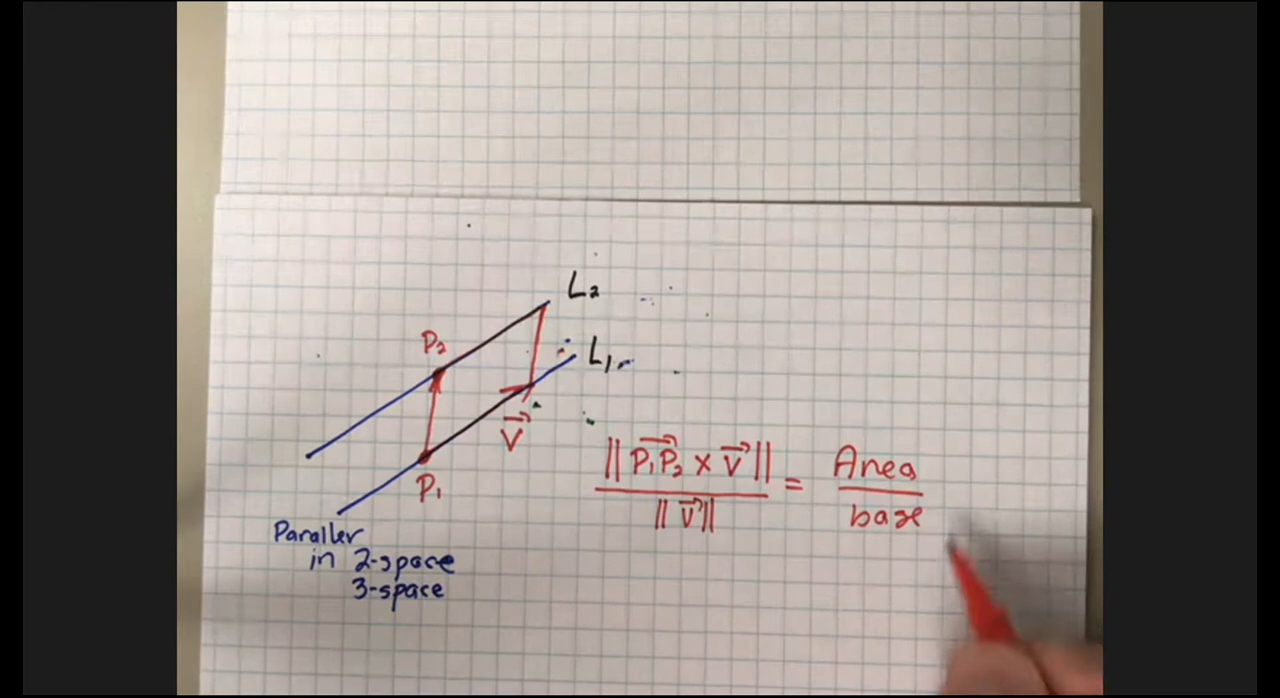 L₂
P₂
L₁
V⃗
P₁
|| P₁P₂⃗ x V⃗ || / || V⃗ || = Area / base
Paraller
in 2-space
3-space